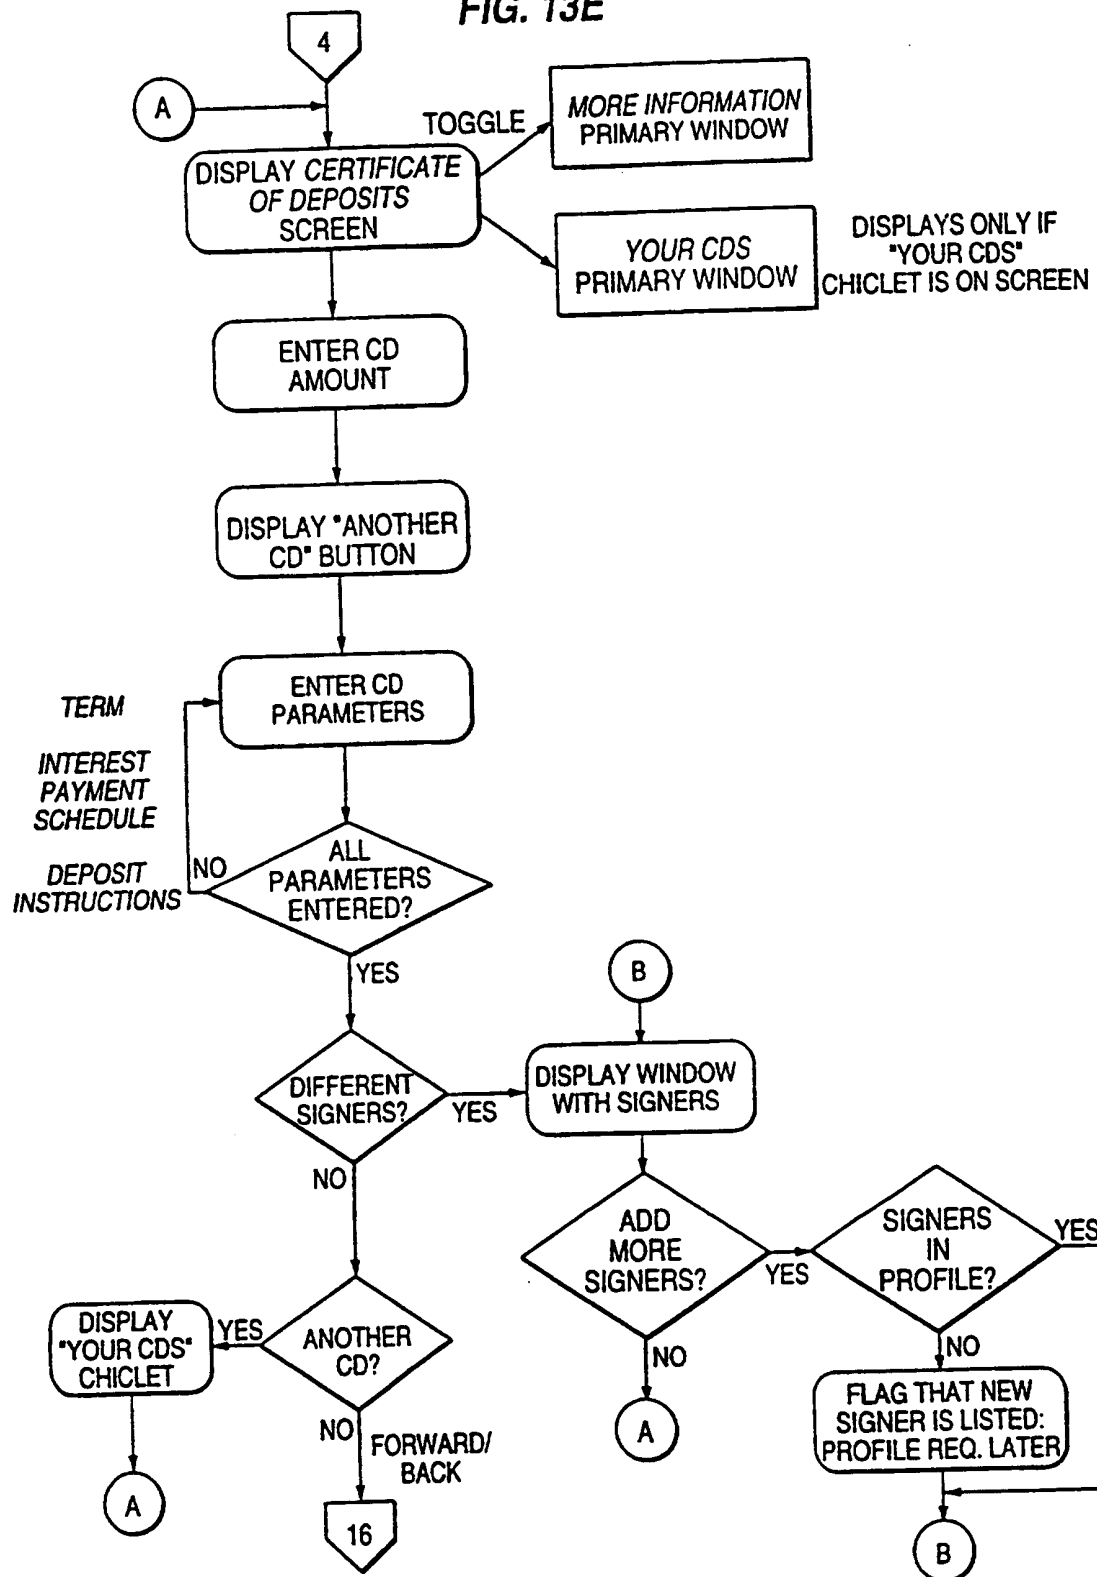 FIG. 13E
4
A
TOGGLE
MORE INFORMATION
PRIMARY WINDOW
DISPLAY CERTIFICATE
OF DEPOSITS
SCREEN
YOUR CDS
PRIMARY WINDOW
DISPLAYS ONLY IF
"YOUR CDS"
CHICLET IS ON SCREEN
ENTER CD
AMOUNT
DISPLAY "ANOTHER
CD" BUTTON
ENTER CD
PARAMETERS
TERM
INTEREST
PAYMENT
SCHEDULE
DEPOSIT
INSTRUCTIONS
NO
ALL
PARAMETERS
ENTERED?
YES
B
DIFFERENT
SIGNERS?
YES
DISPLAY WINDOW
WITH SIGNERS
NO
ADD
MORE
SIGNERS?
YES
SIGNERS
IN
PROFILE?
YES
DISPLAY
"YOUR CDS"
CHICLET
YES
ANOTHER
CD?
NO
NO
FLAG THAT NEW
SIGNER IS LISTED:
PROFILE REQ. LATER
NO
FORWARD/
BACK
A
A
16
B